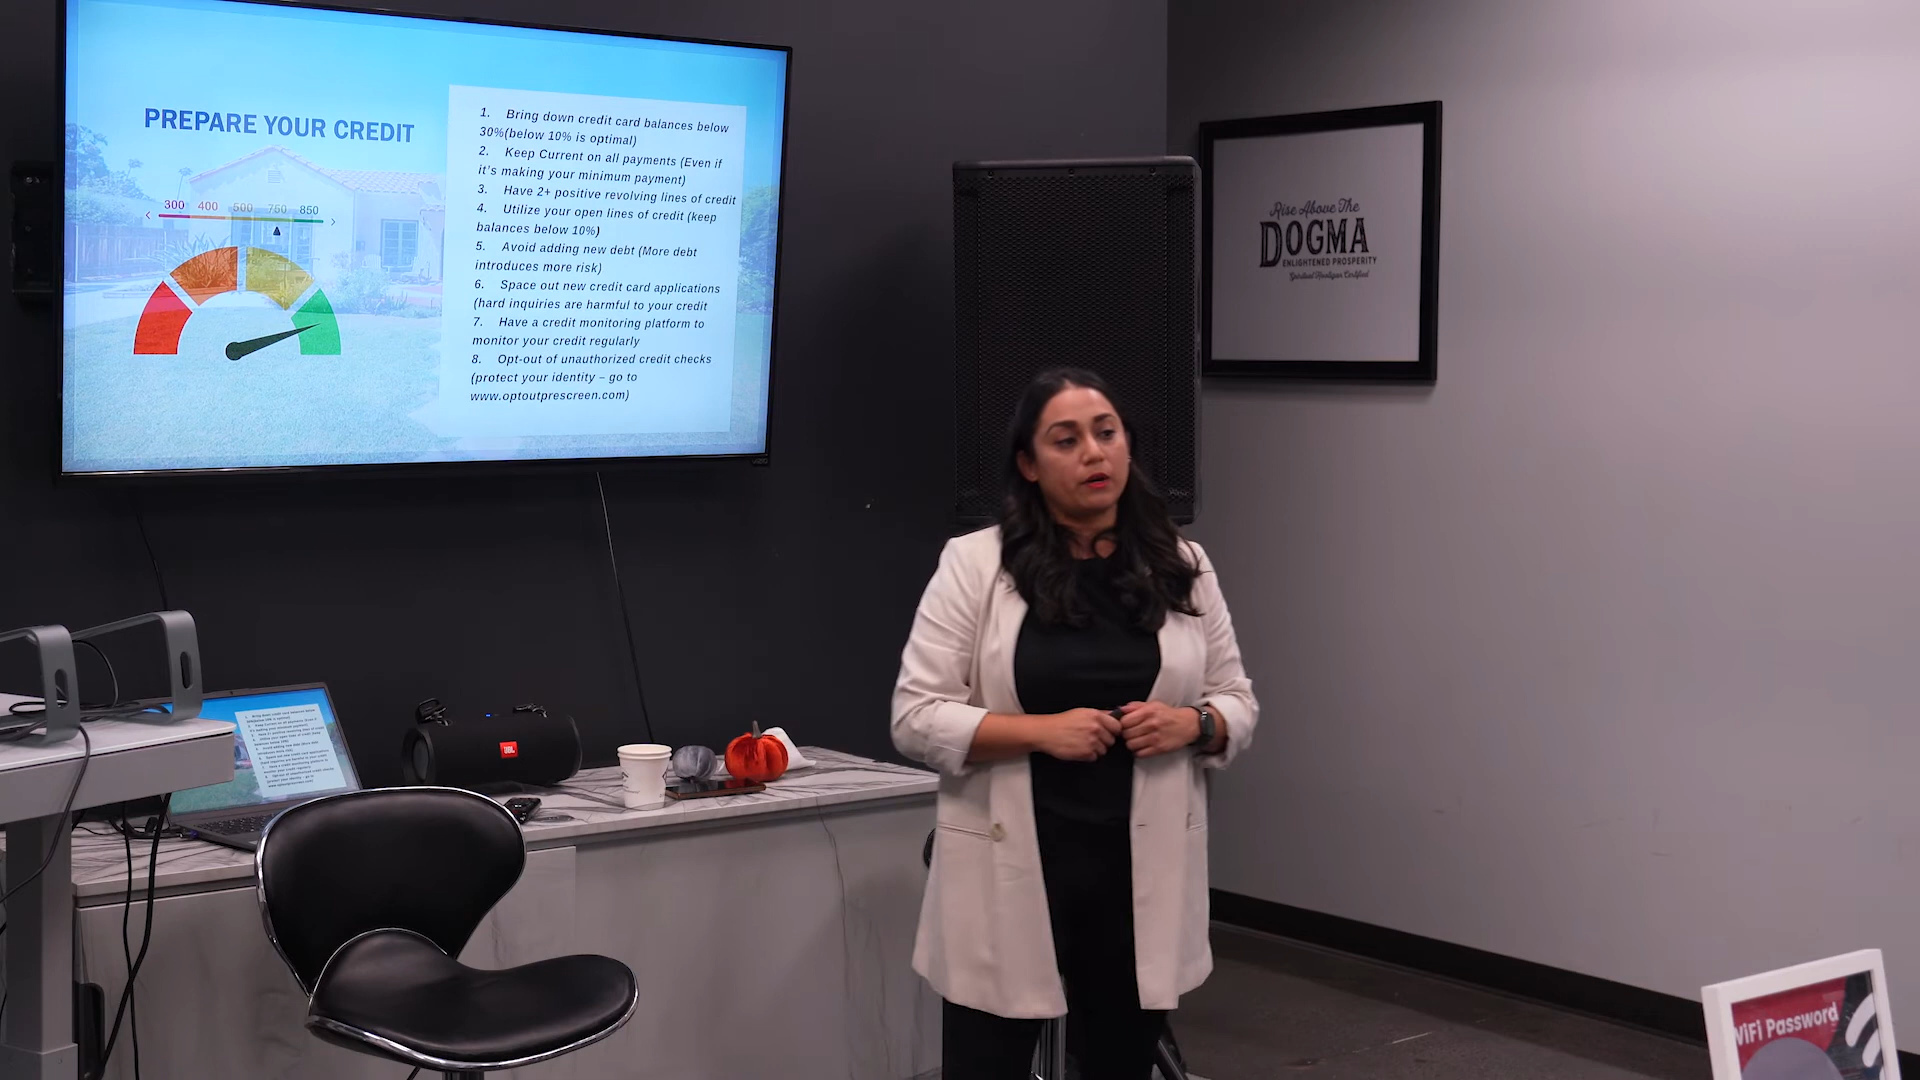 PREPARE YOUR CREDIT
300 400 500 750 850
1. Bring down credit card balances below
30%(below 10% is optimal)
2. Keep Current on all payments (Even if
it's making your minimum payment)
3. Have 2+ positive revolving lines of credit
4. Utilize your open lines of credit (keep
balances below 10%)
5. Avoid adding new debt (More debt
introduces more risk)
6. Space out new credit card applications
(hard inquiries are harmful to your credit
7. Have a credit monitoring platform to
monitor your credit regularly
8. Opt-out of unauthorized credit checks
(protect your identity – go to
www.optoutprescreen.com)
Rise Above The
DOGMA
ENLIGHTENED PROSPERITY
Spiritual Hooligan Certified
JBL
WiFi Password